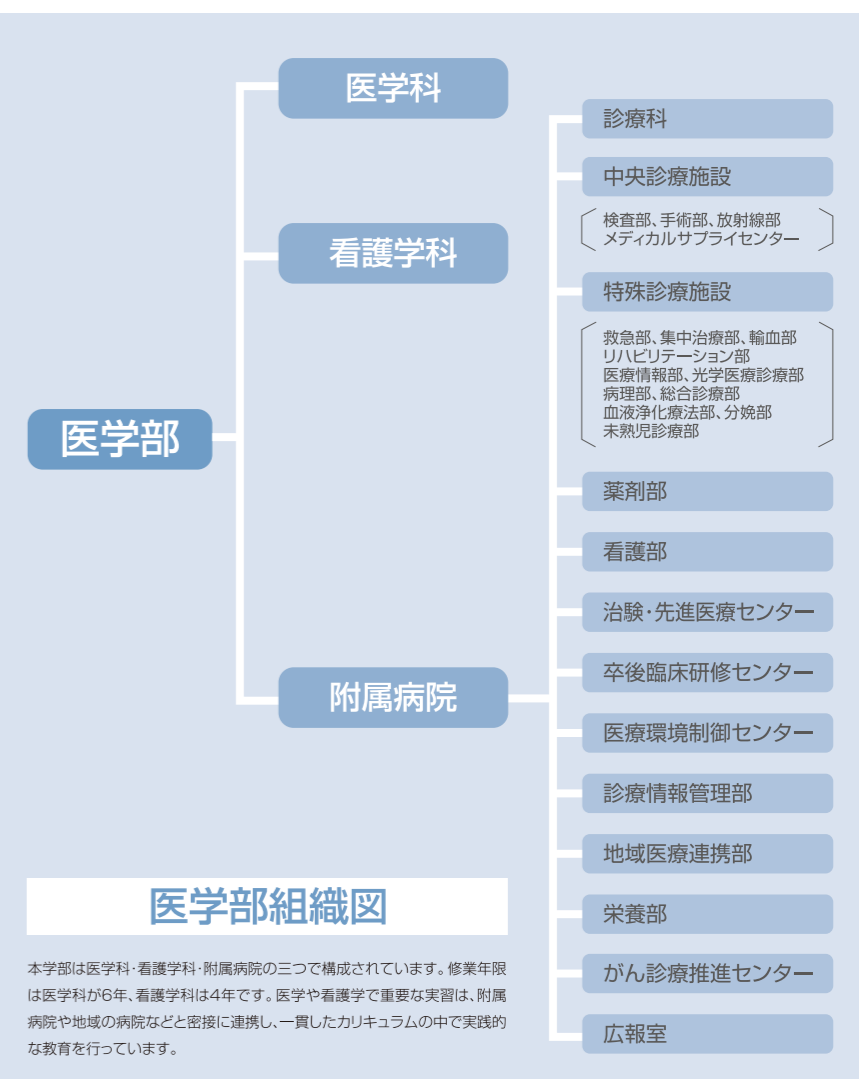 医学部
医学科
看護学科
附属病院
診療科
中央診療施設
検査部、手術部、放射線部
メディカルサプライセンター
特殊診療施設
救急部、集中治療部、輸血部
リハビリテーション部
医療情報部、光学医療診療部
病理部、総合診療部
血液浄化療法部、分娩部
未熟児診療部
薬剤部
看護部
治験・先進医療センター
卒後臨床研修センター
医療環境制御センター
診療情報管理部
地域医療連携部
栄養部
がん診療推進センター
広報室
医学部組織図
本学部は医学科・看護学科・附属病院の三つで構成されています。修業年限
は医学科が6年、看護学科は4年です。医学や看護学で重要な実習は、附属
病院や地域の病院などと密接に連携し、一貫したカリキュラムの中で実践的
な教育を行っています。